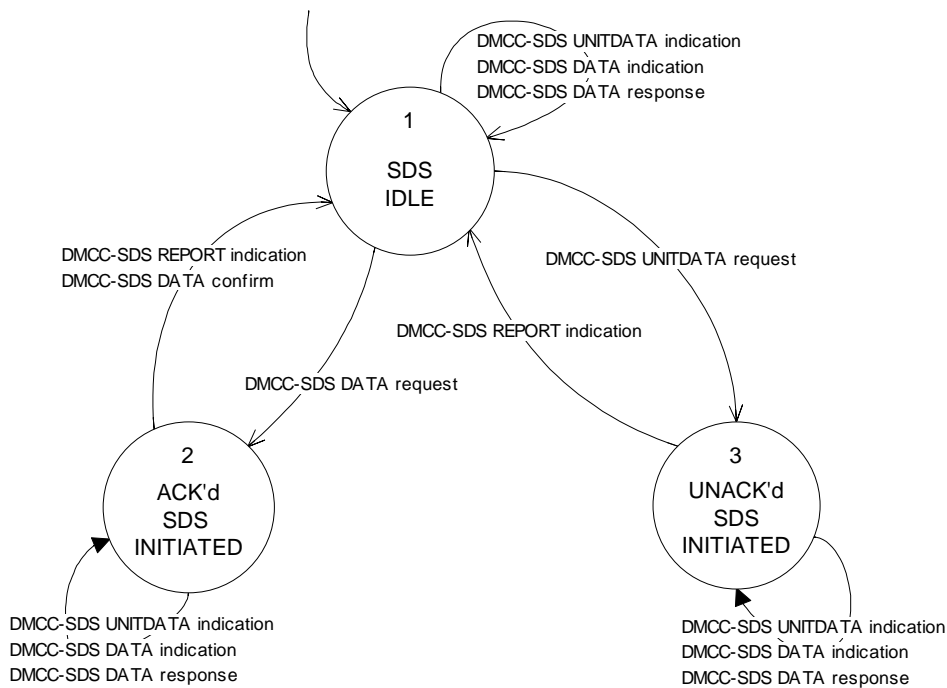 DMCC-SDS UNITDATA indication
DMCC-SDS DATA indication
DMCC-SDS DATA response
1
SDS
IDLE
DMCC-SDS REPORT indication
DMCC-SDS DATA confirm
DMCC-SDS UNITDATA request
DMCC-SDS REPORT indication
DMCC-SDS DATA request
2
ACK'd
SDS
INITIATED
3
UNACK'd
SDS
INITIATED
DMCC-SDS UNITDATA indication
DMCC-SDS DATA indication
DMCC-SDS DATA response
DMCC-SDS UNITDATA indication
DMCC-SDS DATA indication
DMCC-SDS DATA response